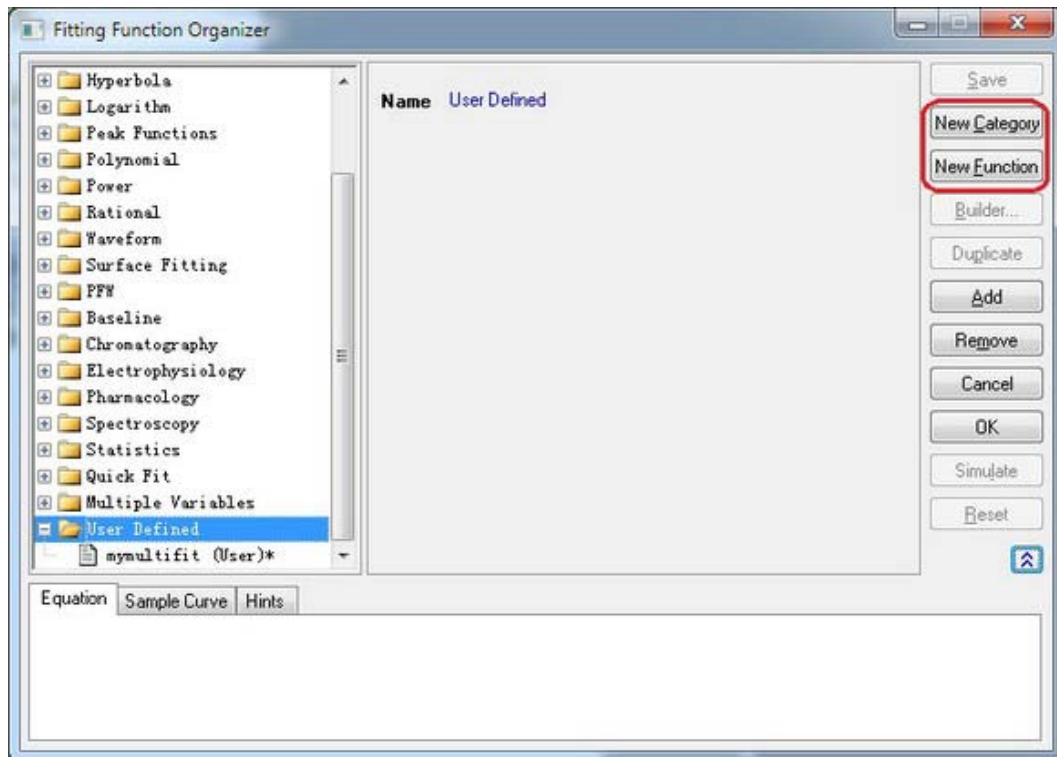 Fitting Function Organizer
Hyperbola
Logarithm
Peak Functions
Polynomial
Power
Rational
Waveform
Surface Fitting
PFW
Baseline
Chromatography
Electrophysiology
Pharmacology
Spectroscopy
Statistics
Quick Fit
Multiple Variables
User Defined
mymultifit (User)*
Name User Defined
Save
New Category
New Function
Builder...
Duplicate
Add
Remove
Cancel
OK
Simulate
Reset
Equation Sample Curve Hints